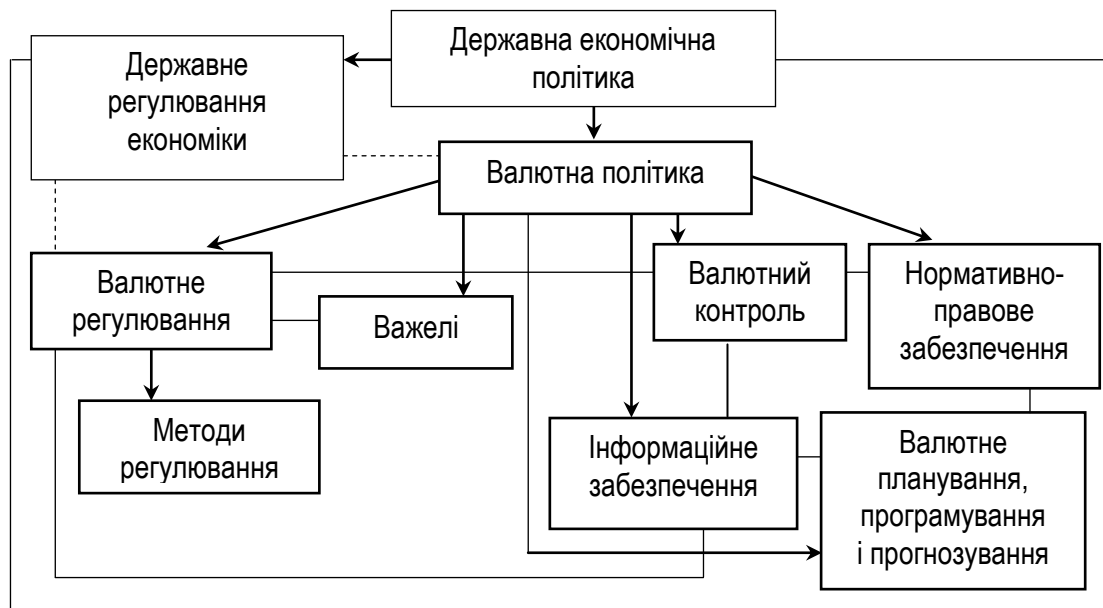 Державна економічна
політика
Державне
регулювання
економіки
Валютна політика
Валютне
регулювання
Важелі
Валютний
контроль
Нормативно-
правове
забезпечення
Методи
регулювання
Інформаційне
забезпечення
Валютне
планування,
програмування
і прогнозування